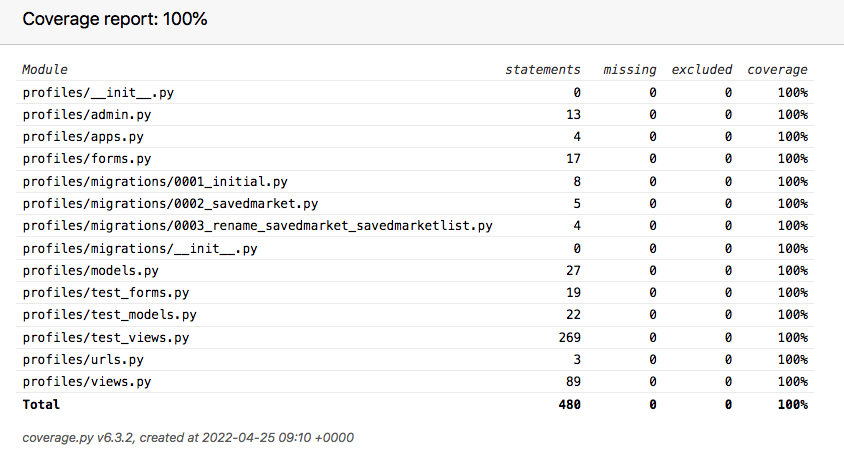 Coverage report: 100%
Module statements missing excluded coverage
profiles/__init__.py 0 0 0 100%
profiles/admin.py 13 0 0 100%
profiles/apps.py 4 0 0 100%
profiles/forms.py 17 0 0 100%
profiles/migrations/0001_initial.py 8 0 0 100%
profiles/migrations/0002_savedmarket.py 5 0 0 100%
profiles/migrations/0003_rename_savedmarket_savedmarketlist.py 4 0 0 100%
profiles/migrations/__init__.py 0 0 0 100%
profiles/models.py 27 0 0 100%
profiles/test_forms.py 19 0 0 100%
profiles/test_models.py 22 0 0 100%
profiles/test_views.py 269 0 0 100%
profiles/urls.py 3 0 0 100%
profiles/views.py 89 0 0 100%
Total 480 0 0 100%
coverage.py v6.3.2, created at 2022-04-25 09:10 +0000